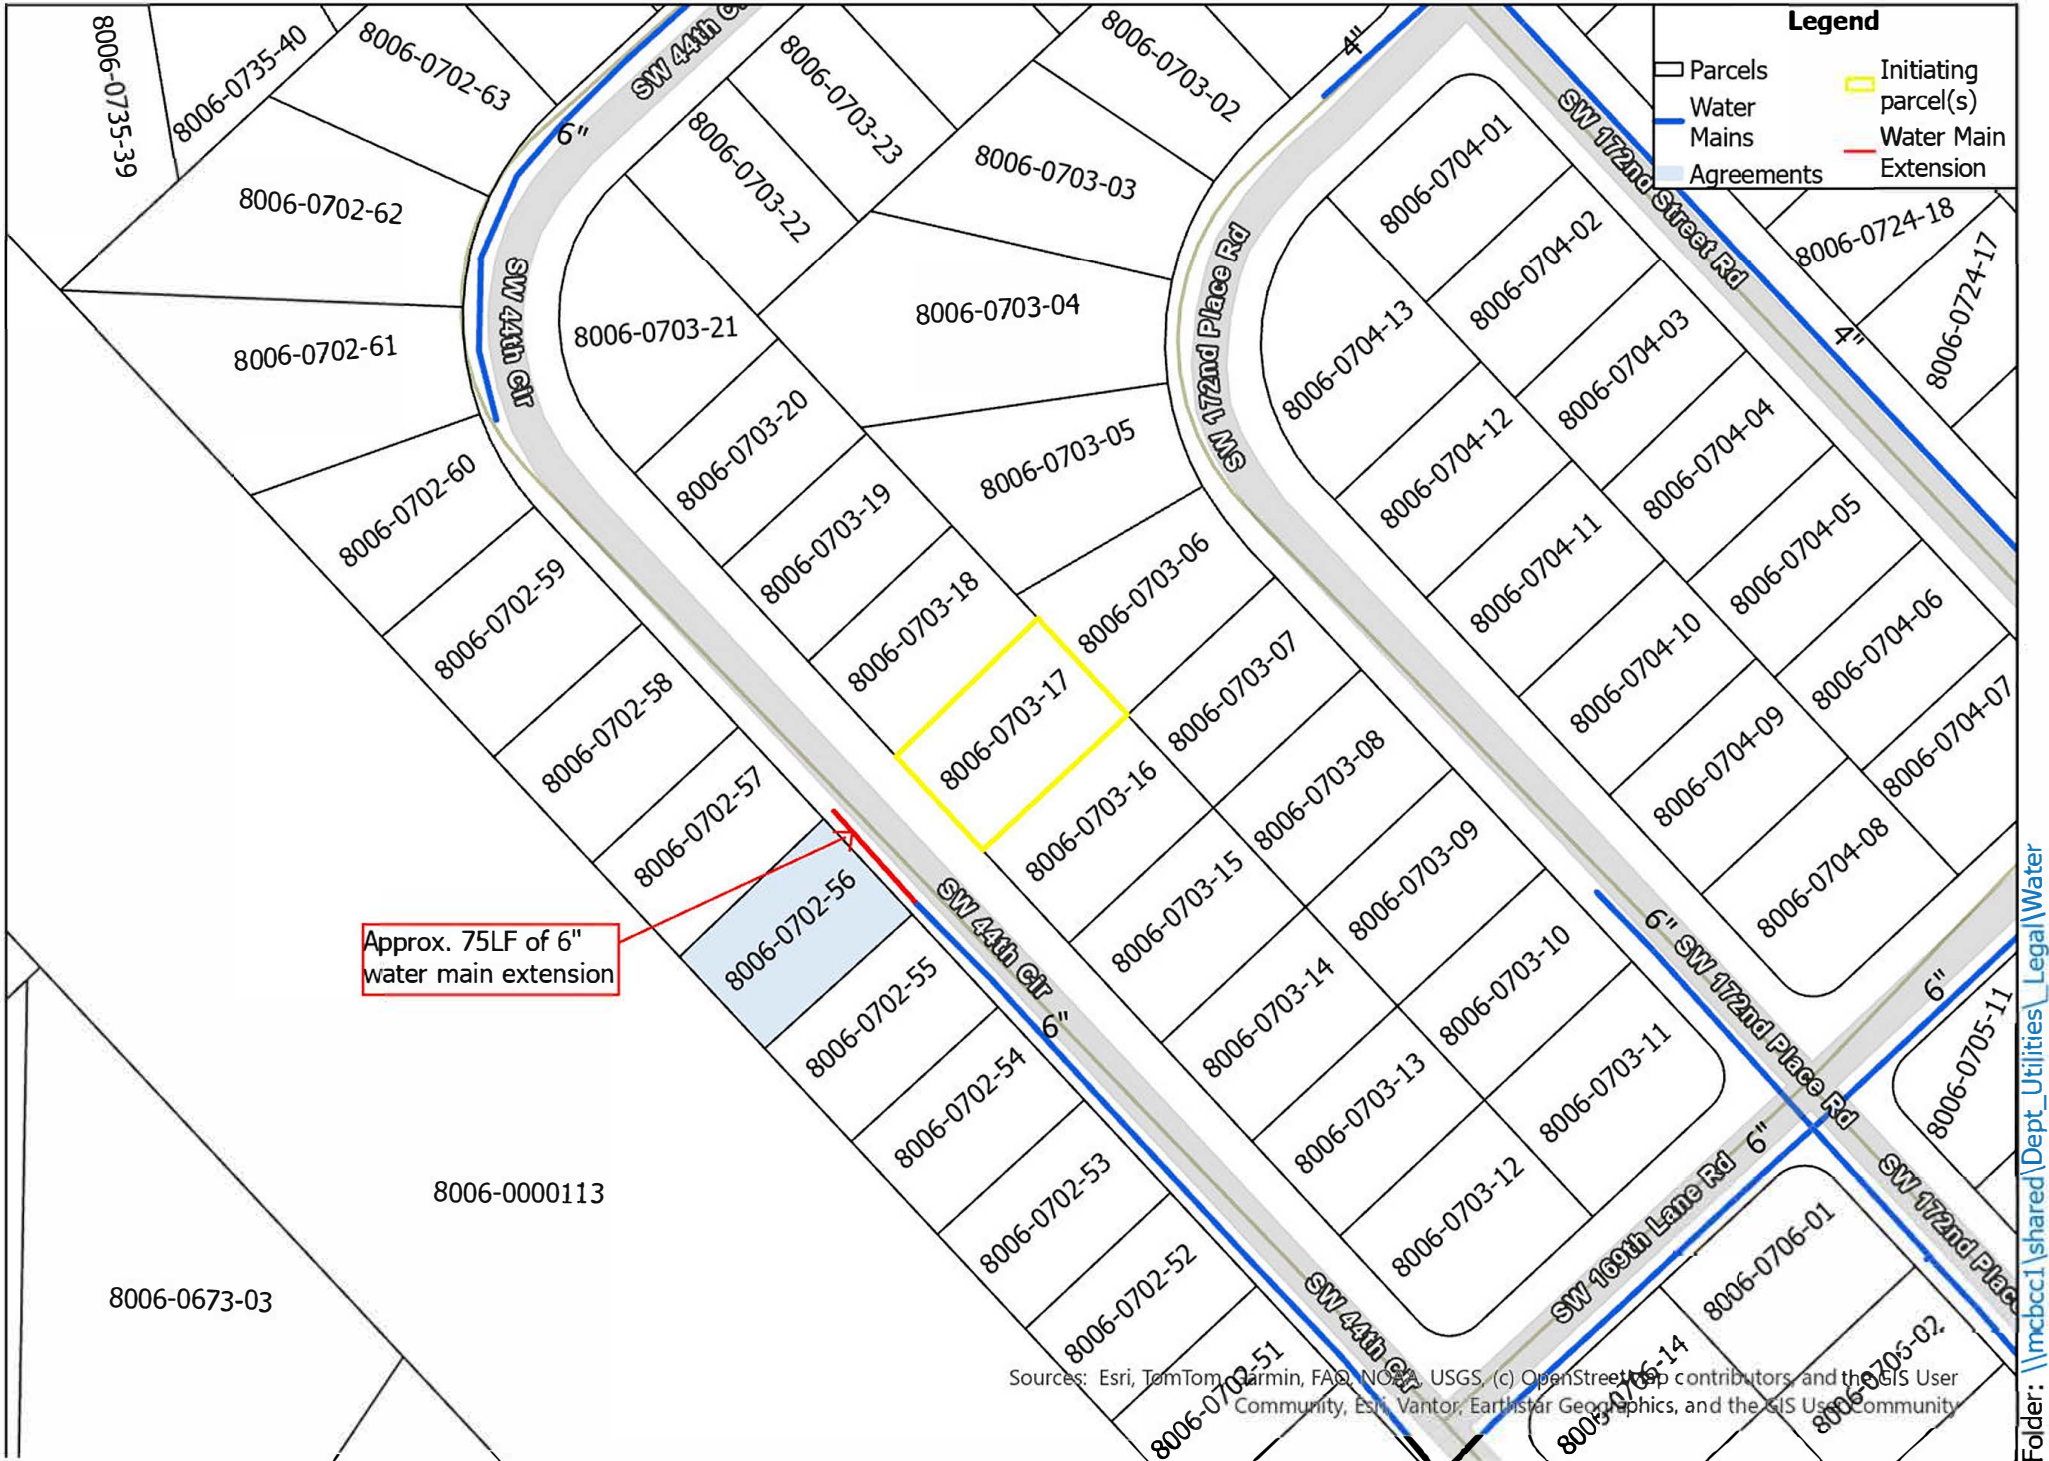 Legend
Parcels
Water
Mains
Agreements
Initiating
parcel(s)
Water Main
Extension
8006-0735-39
8006-0735-40
8006-0702-63
6"
SW 44th C
8006-0703-23
8006-0703-22
8006-0703-02
4"
8006-0703-03
8006-0702-62
8006-0702-61
SW 44th Cir
8006-0703-21
8006-0703-04
SW 172nd Place Rd
8006-0704-01
8006-0704-02
SW 172nd Street Rd
8006-0724-18
8006-0724-17
4"
8006-0704-13
8006-0704-03
8006-0704-12
8006-0704-04
8006-0703-20
8006-0703-05
8006-0702-60
8006-0703-19
8006-0704-11
8006-0704-05
8006-0702-59
8006-0703-18
8006-0703-06
8006-0704-10
8006-0704-06
8006-0702-58
8006-0703-17
8006-0703-07
8006-0704-09
8006-0704-07
8006-0702-57
8006-0703-16
8006-0703-08
8006-0704-08
8006-0702-56
8006-0703-15
8006-0703-09
Approx. 75LF of 6"
water main extension
SW 44th Cir
6"
8006-0702-55
8006-0703-14
8006-0703-10
6"
SW 172nd Place Rd
6"
8006-0705-11
8006-0702-54
8006-0703-13
8006-0703-11
6"
8006-0702-53
8006-0703-12
SW 169th Lane Rd
SW 172nd Place
8006-0000113
8006-0702-52
8006-0706-01
8006-0673-03
SW 44th Cir
8006-0702-51
8006-0706-14
8006-0706-02
Sources: Esri, TomTom, Garmin, FAO, NOAA, USGS, (c) OpenStreetMap contributors, and the GIS User
Community, Esri, Vantor, Earthstar Geographics, and the GIS User Community
Folder: \\mcbcc1\shared\Dept_Utilities\_Legal\Water